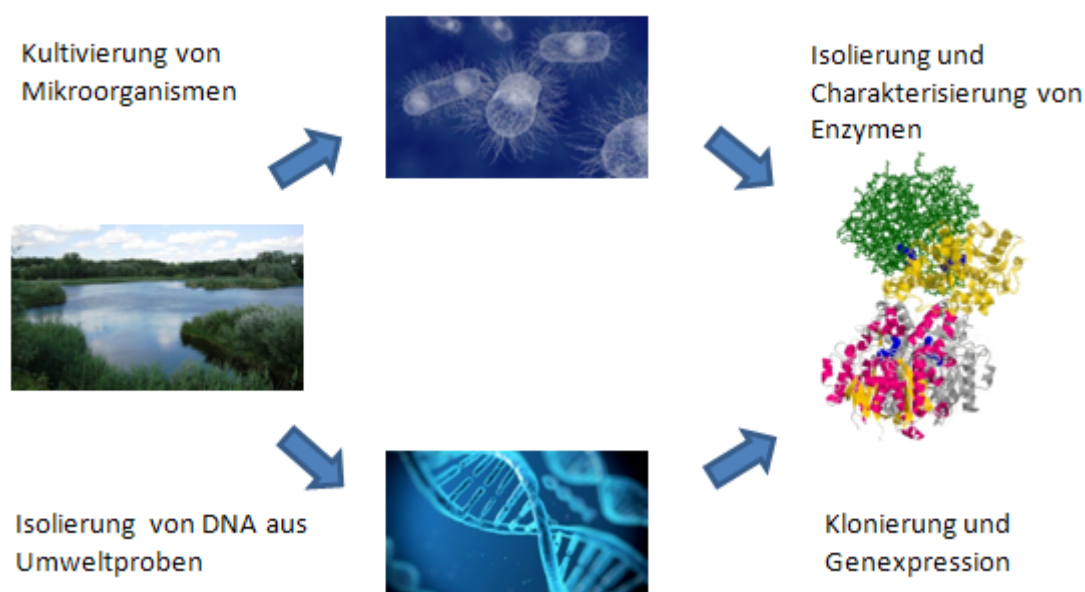 Kultivierung von
Mikroorganismen
Isolierung und
Charakterisierung von
Enzymen
Isolierung von DNA aus
Umweltproben
Klonierung und
Genexpression